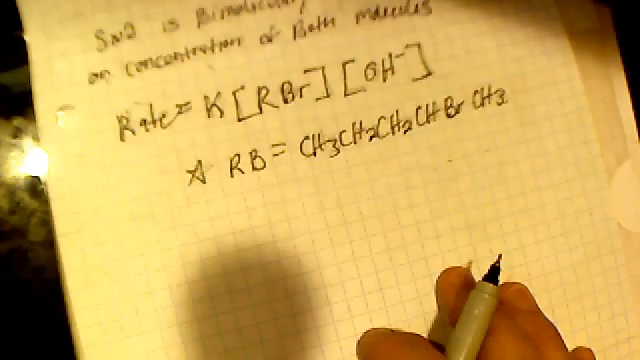 SN2 is Bimolecular,
on concentration of Both molecules
Rate = K [RBr] [OH⁻]
☆ RB = CH3CH2CH2CHBrCH3